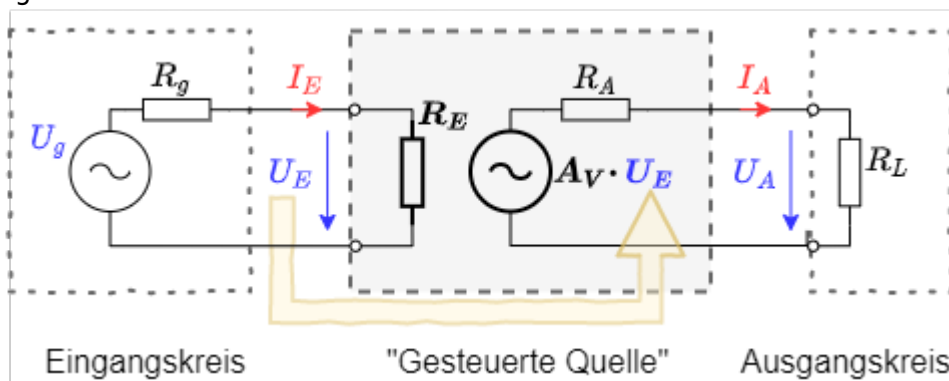 R_g I_E R_E R_A I_A
U_g U_E A_V · U_E U_A R_L
Eingangskreis "Gesteuerte Quelle" Ausgangskreis